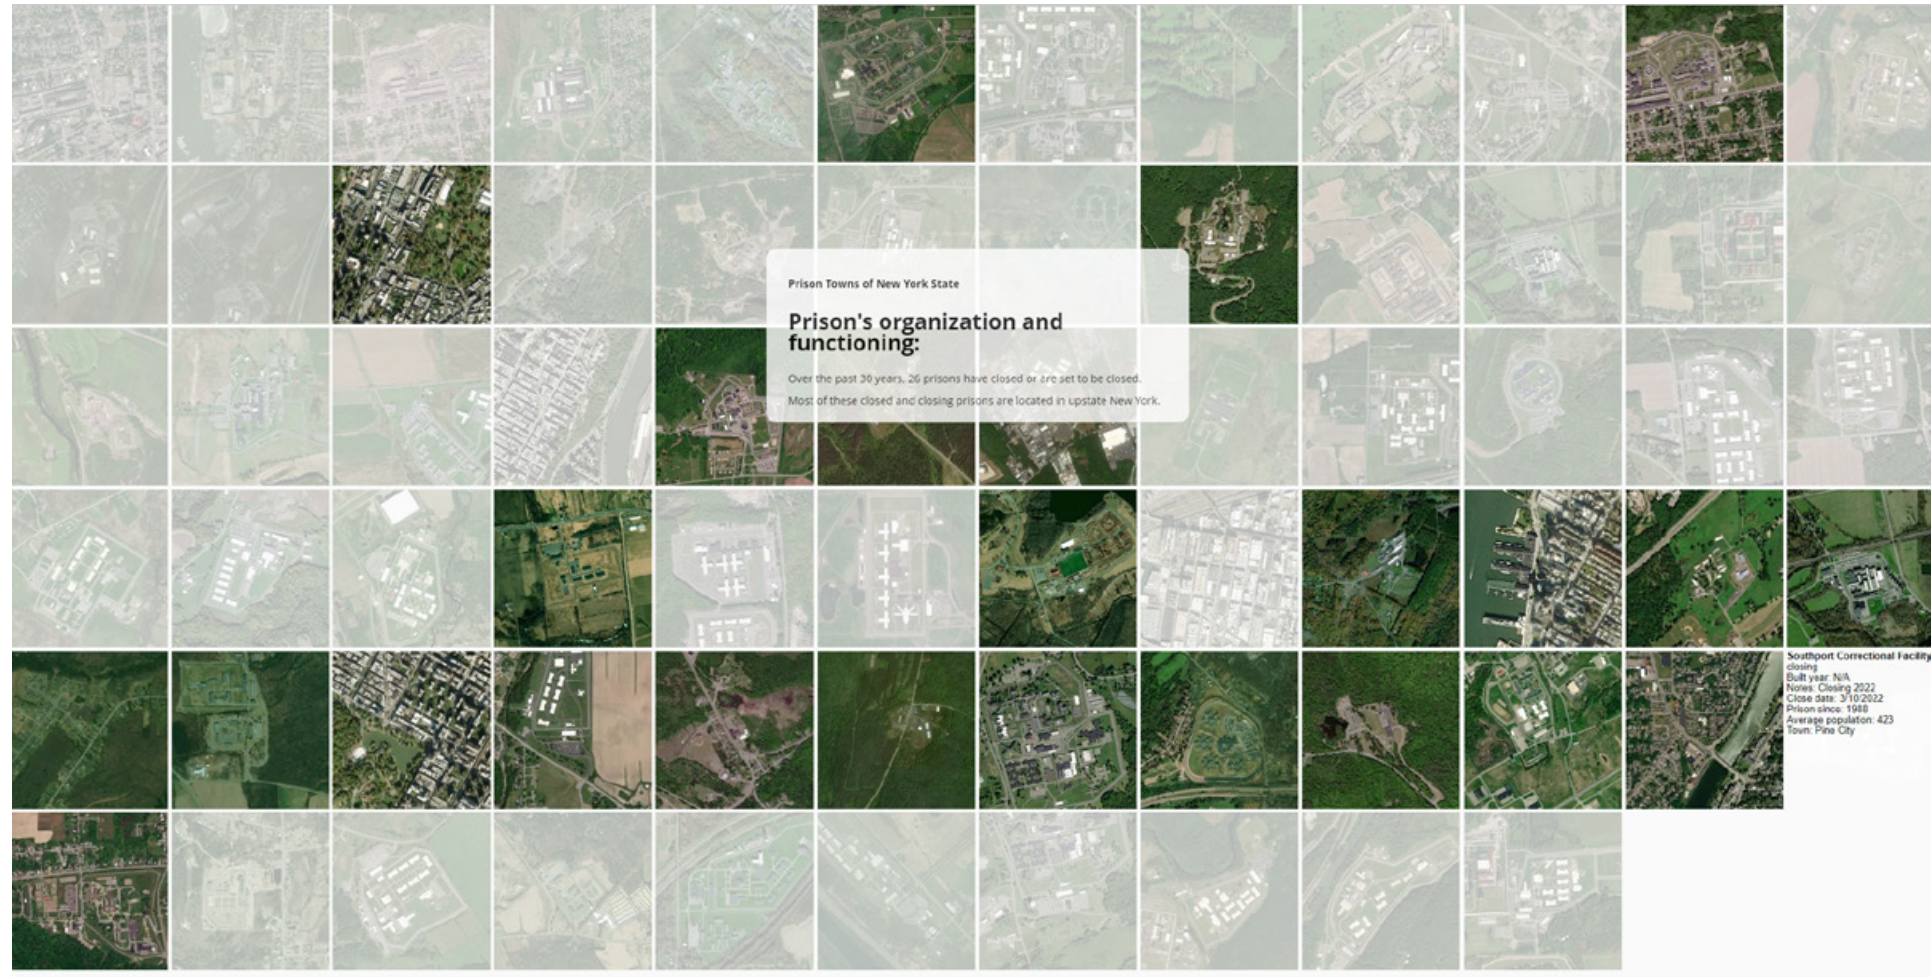 Prison Towns of New York State
Prison's organization and
functioning:
Over the past 30 years, 26 prisons have closed or are set to be closed.
Most of these closed and closing prisons are located in upstate New York.
Southport Correctional Facility
closing
Built year: N/A
Notes: Closing 2022
Close date: 3/10/2022
Prison since: 1988
Average population: 423
Town: Pine City